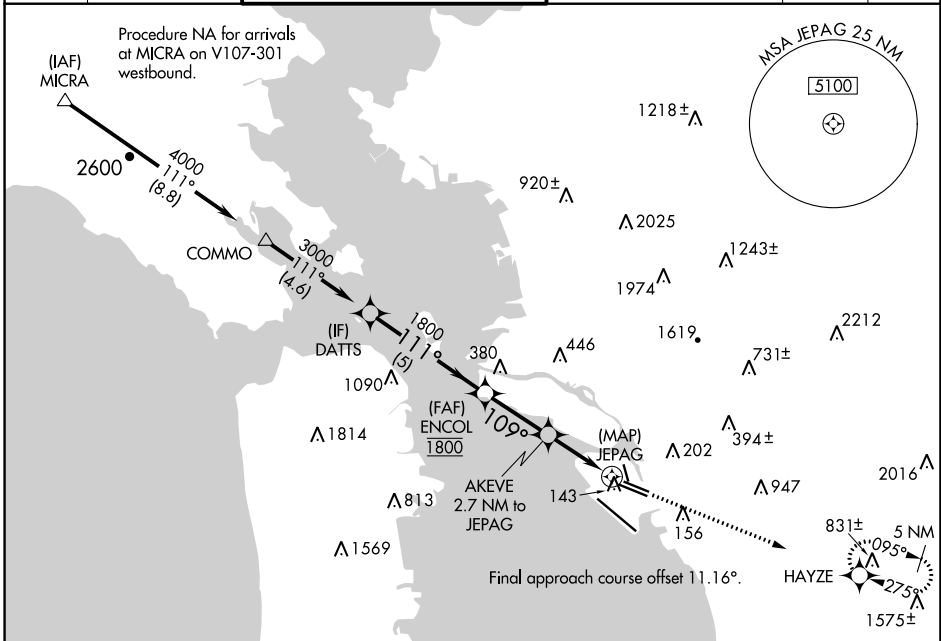 Procedure NA for arrivals
at MICRA on V107-301
westbound.
(IAF)
MICRA
MSA JEPAG 25 NM
5100
1218±
2600
4000
111°
(8.8)
920±
2025
COMMO
3000
111°
(4.6)
1243±
1974
(IF)
DATTS
1800
111°
(5)
1619
2212
380
446
731±
1090
(FAF)
ENCOL
1800
109°
1814
(MAP)
JEPAG
394±
202
2016
AKEVE
2.7 NM to
JEPAG
143
947
813
156
831±
5 NM
095°
1569
Final approach course offset 11.16°.
HAYZE
275°
1575±